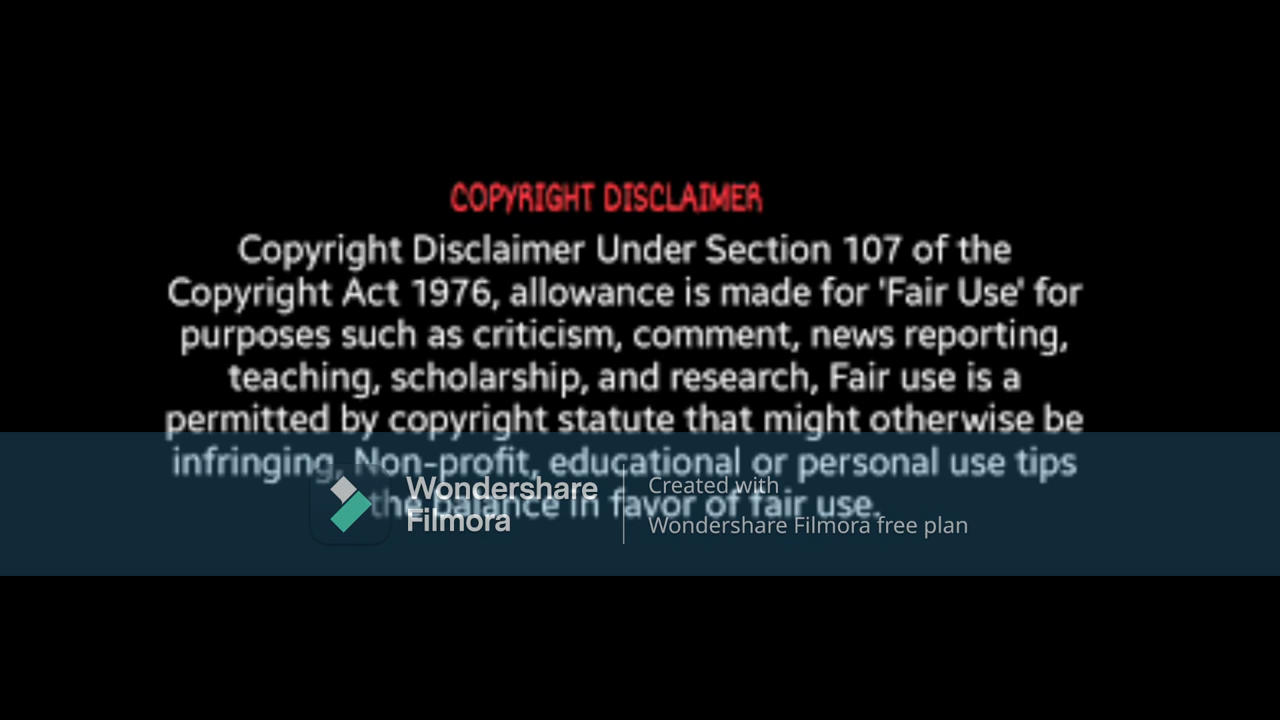 COPYRIGHT DISCLAIMER
Copyright Disclaimer Under Section 107 of the
Copyright Act 1976, allowance is made for 'Fair Use' for
purposes such as criticism, comment, news reporting,
teaching, scholarship, and research, Fair use is a
permitted by copyright statute that might otherwise be
infringing, Non-profit, educational or personal use tips
the balance in favor of fair use.
Wondershare
Filmora
Created with
Wondershare Filmora free plan